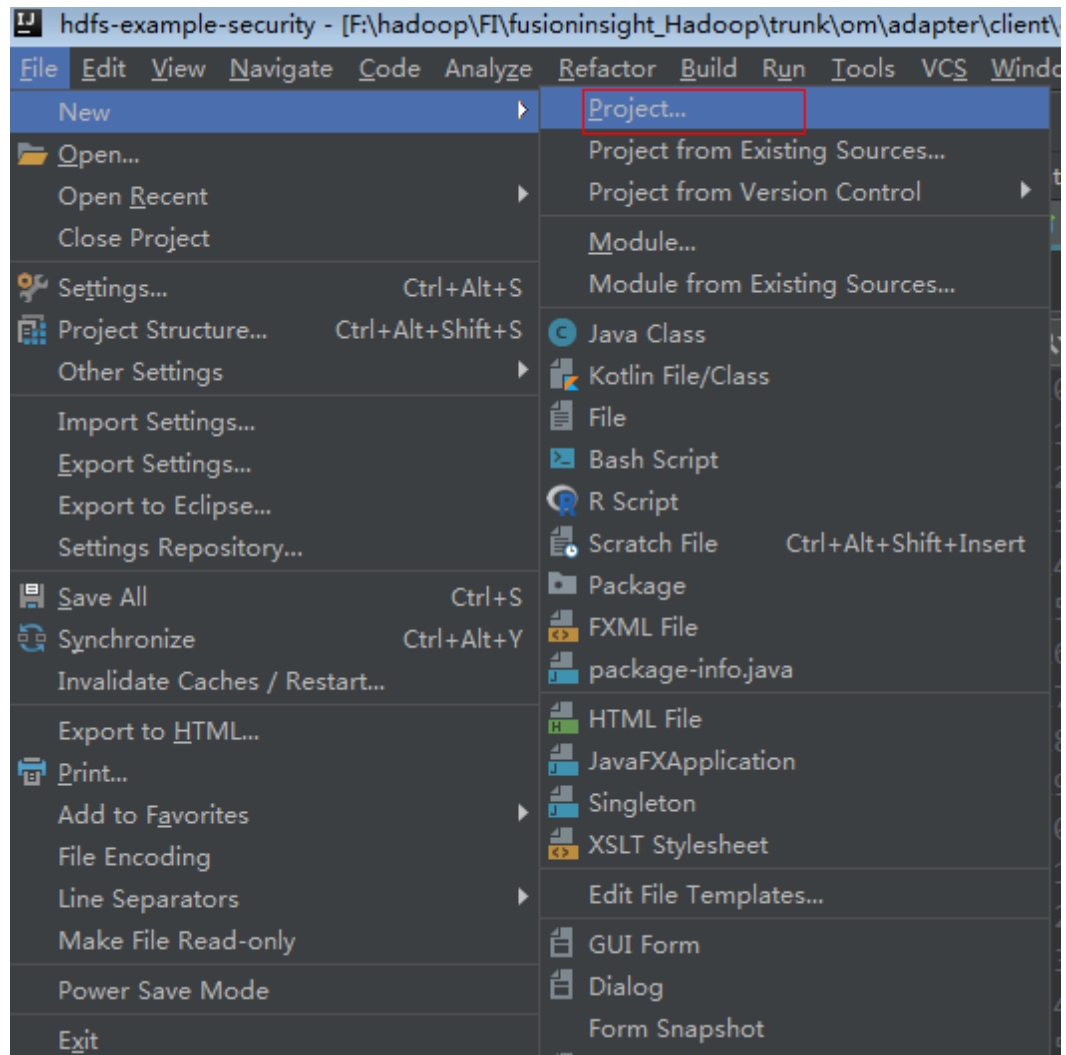 hdfs-example-security - [F:\hadoop\FI\fusioninsight_Hadoop\trunk\om\adapter\client\
File Edit View Navigate Code Analyze Refactor Build Run Tools VCS Windo
New
Open...
Open Recent
Close Project
Settings... Ctrl+Alt+S
Project Structure... Ctrl+Alt+Shift+S
Other Settings
Import Settings...
Export Settings...
Export to Eclipse...
Settings Repository...
Save All Ctrl+S
Synchronize Ctrl+Alt+Y
Invalidate Caches / Restart...
Export to HTML...
Print...
Add to Favorites
File Encoding
Line Separators
Make File Read-only
Power Save Mode
Exit
Project...
Project from Existing Sources...
Project from Version Control
Module...
Module from Existing Sources...
Java Class
Kotlin File/Class
File
Bash Script
R Script
Scratch File Ctrl+Alt+Shift+Insert
Package
FXML File
package-info.java
HTML File
JavaFXApplication
Singleton
XSLT Stylesheet
Edit File Templates...
GUI Form
Dialog
Form Snapshot